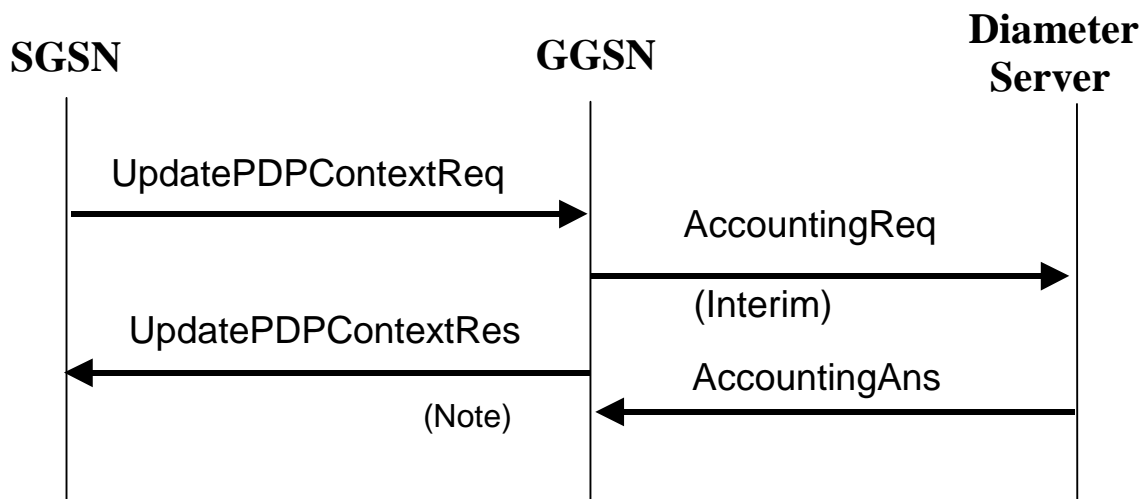 SGSN
GGSN
Diameter
Server
UpdatePDPContextReq
AccountingReq
(Interim)
UpdatePDPContextRes
AccountingAns
(Note)